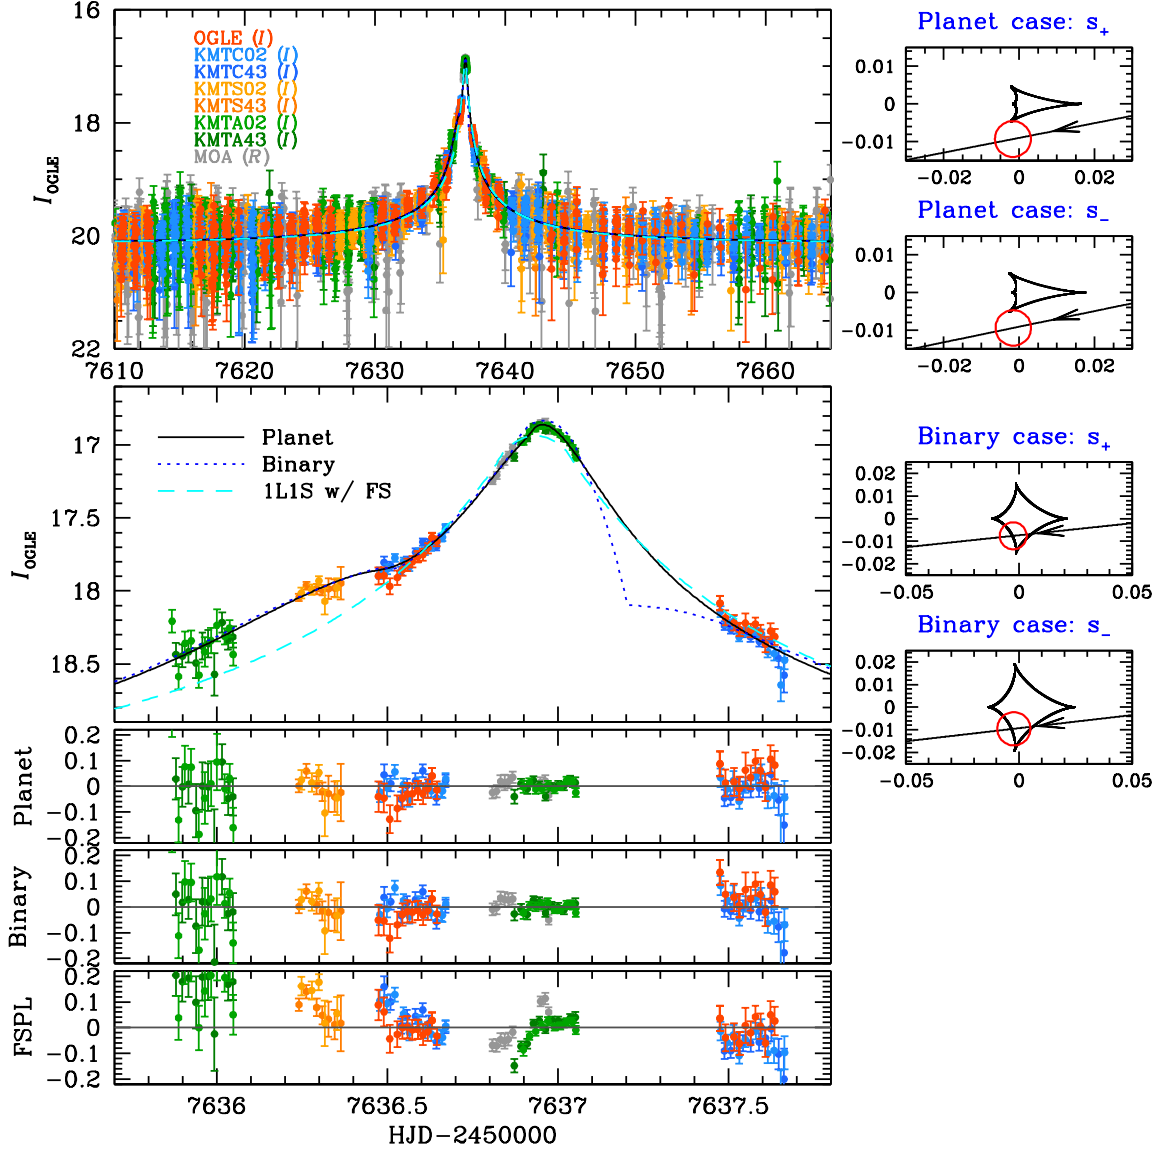 16
18
20
22
I_OGLE
OGLE (I)
KMTC02 (I)
KMTC43 (I)
KMTS02 (I)
KMTS43 (I)
KMTA02 (I)
KMTA43 (I)
MOA (R)
7610 7620 7630 7640 7650 7660
Planet case: s+
0.01
0
-0.01
-0.02 0 0.02
Planet case: s−
0.01
0
-0.01
-0.02 0 0.02
17
17.5
18
18.5
I_OGLE
Planet
Binary
1L1S w/ FS
Binary case: s+
0.02
0.01
0
-0.01
-0.02
-0.05 0 0.05
Binary case: s−
0.02
0.01
0
-0.01
-0.02
-0.05 0 0.05
Planet
0.2
0.1
0
-0.1
-0.2
Binary
0.2
0.1
0
-0.1
-0.2
FSPL
0.2
0.1
0
-0.1
-0.2
7636 7636.5 7637 7637.5
HJD-2450000